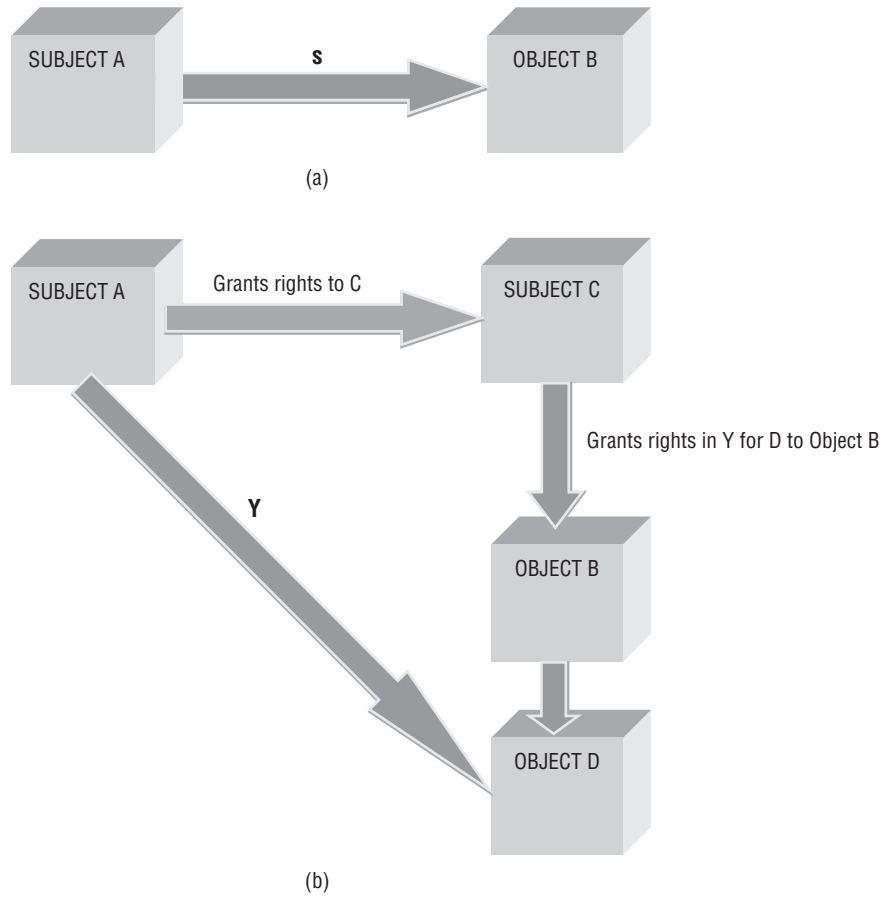 SUBJECT A
S
OBJECT B
(a)
SUBJECT A
Grants rights to C
SUBJECT C
Grants rights in Y for D to Object B
Y
OBJECT B
OBJECT D
(b)